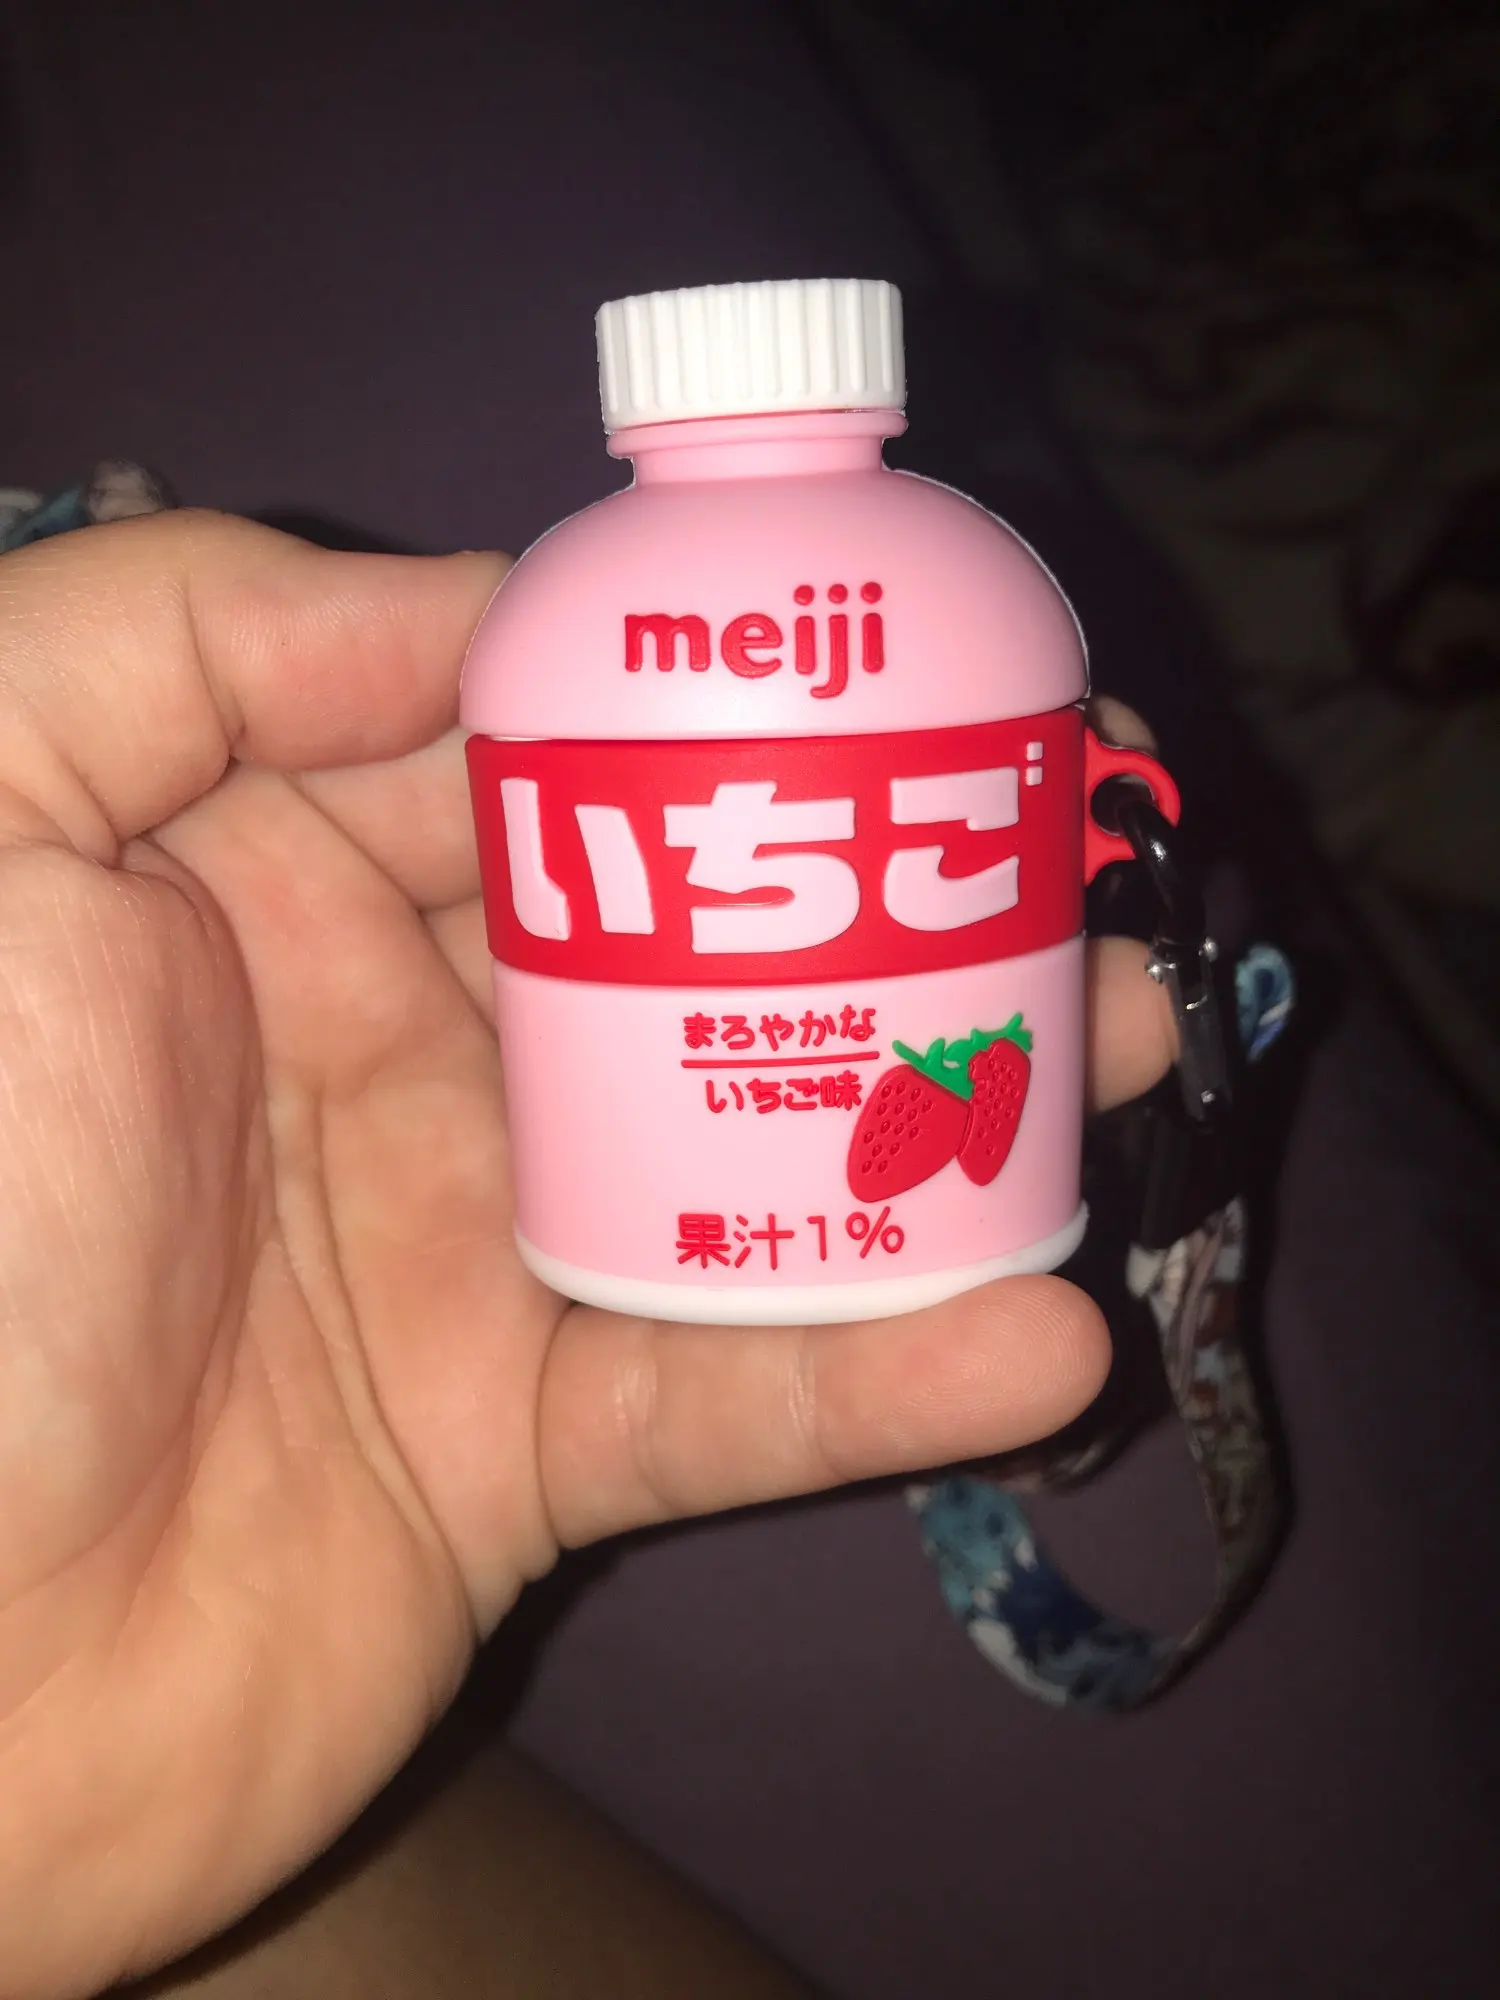 meiji
いちご
まろやかな
いちご味
果汁1%